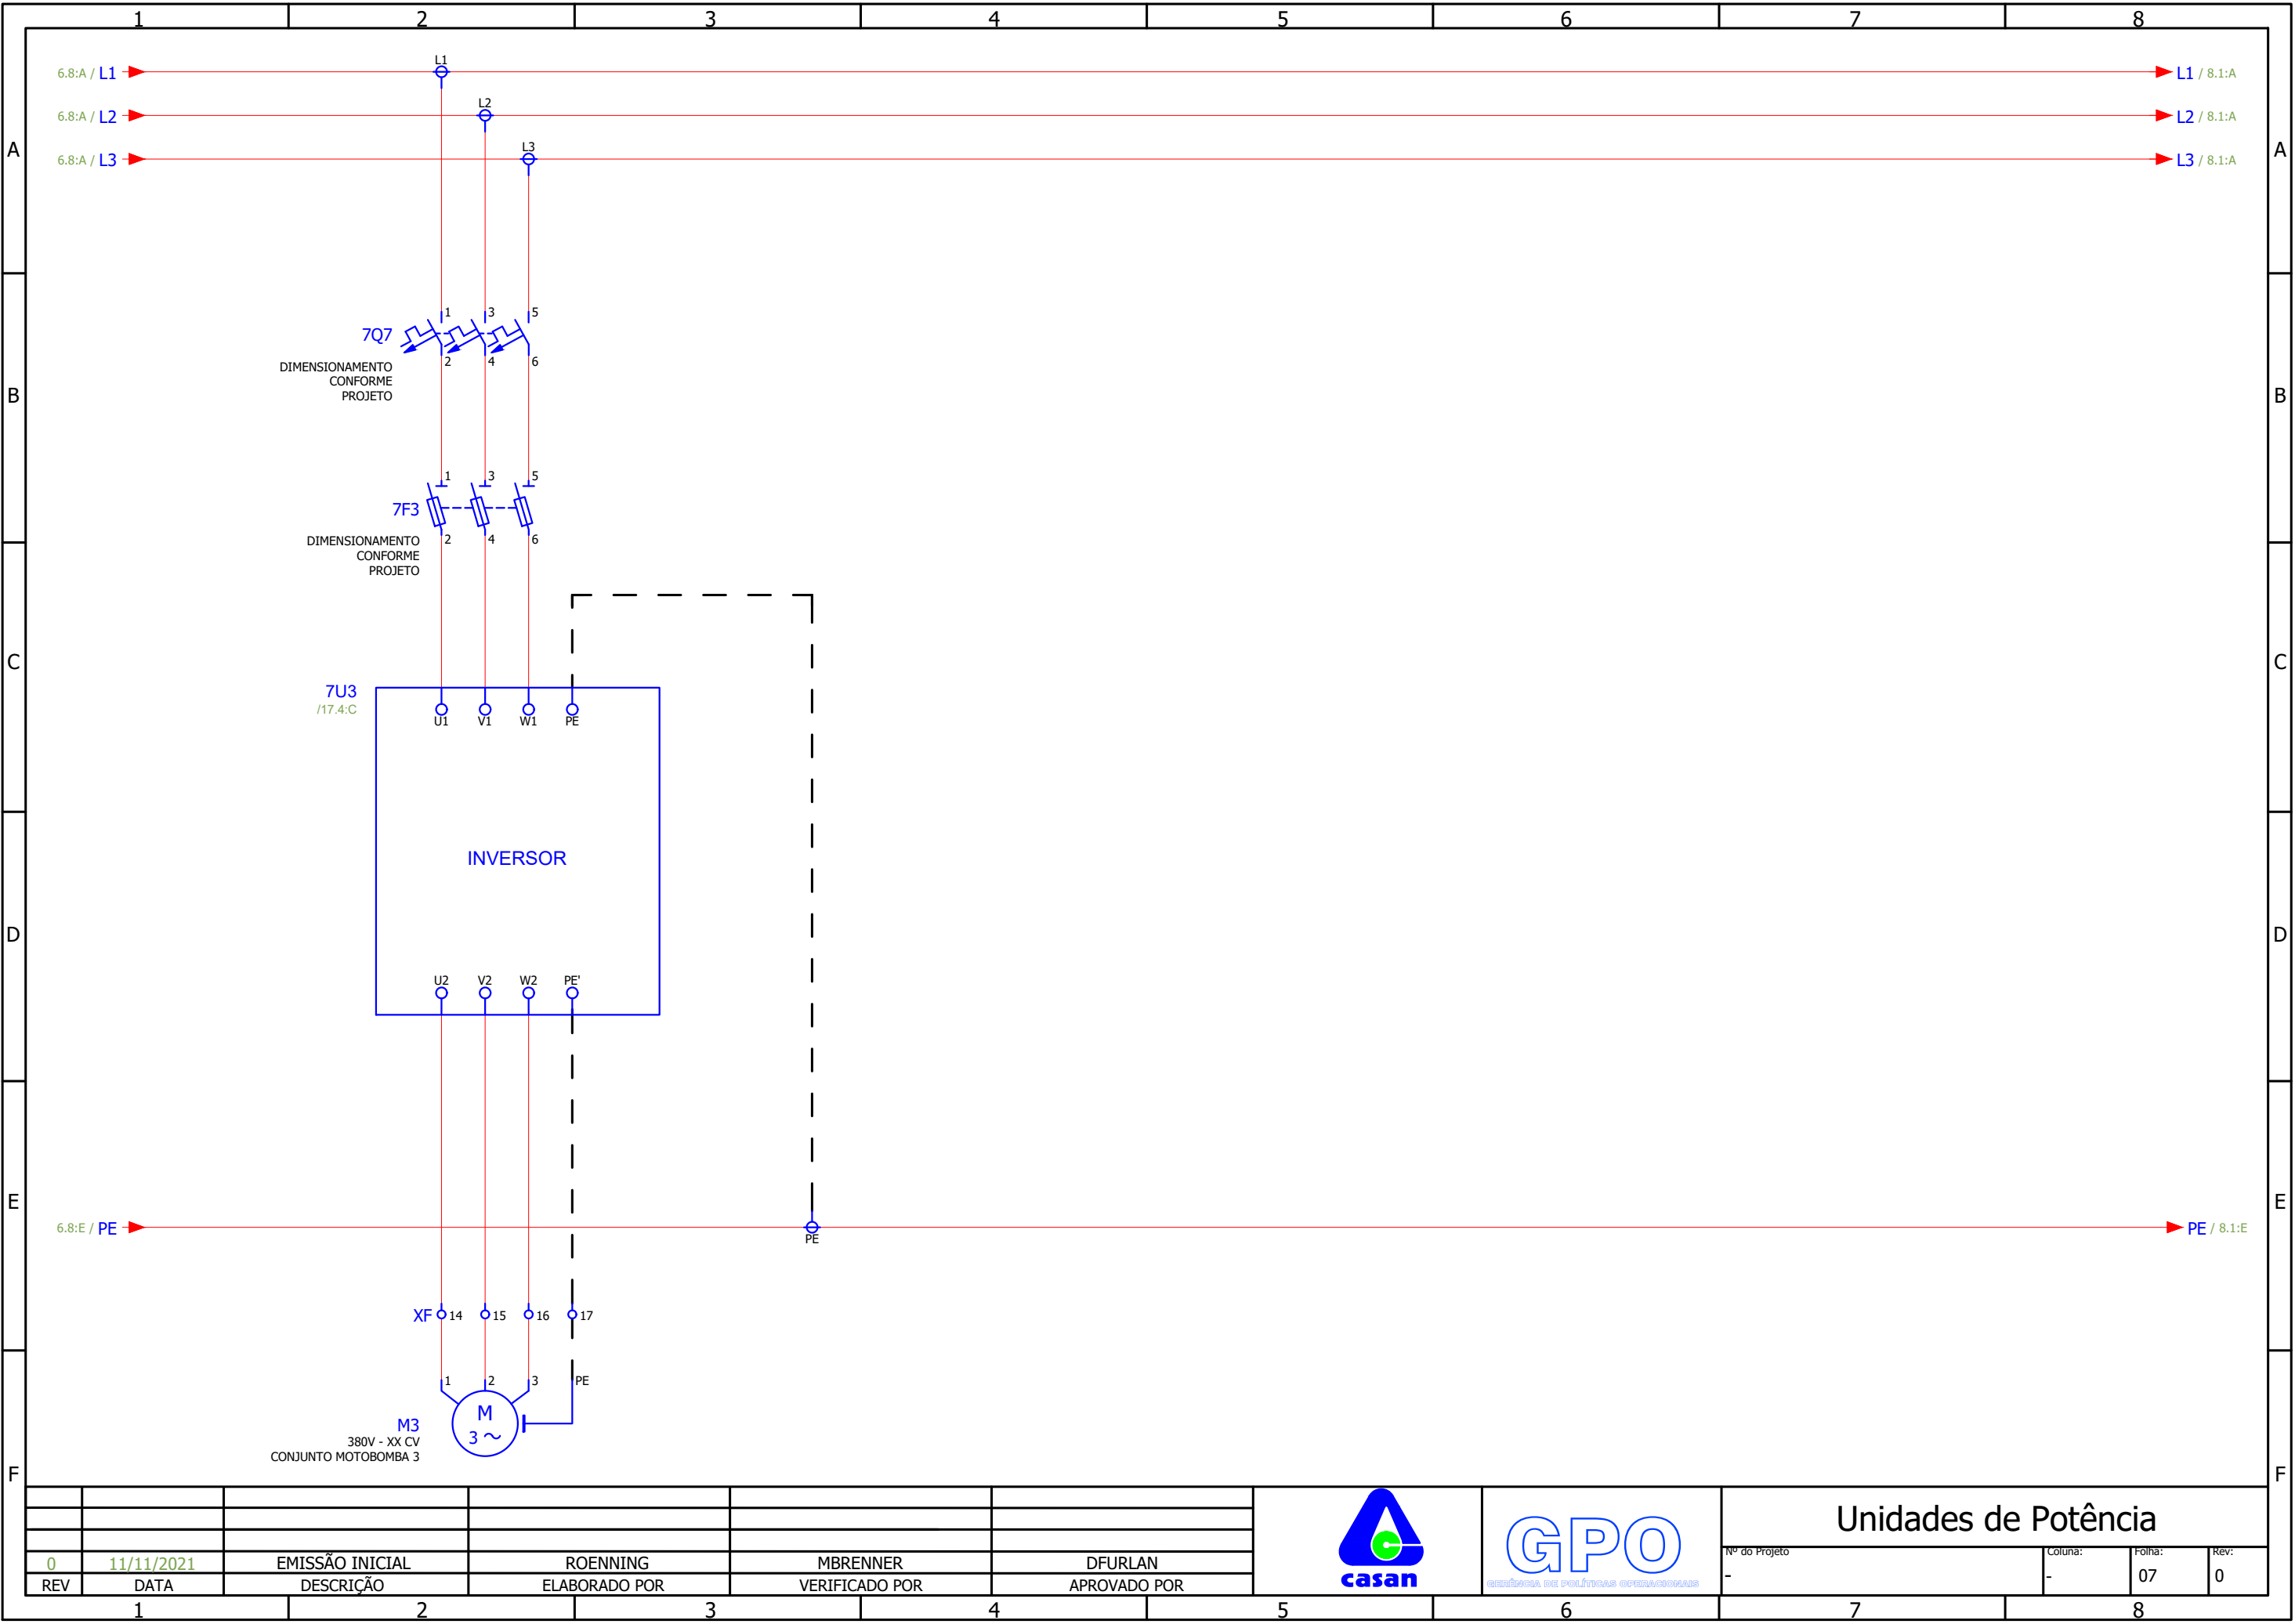 1 2 3 4 5 6 7 8
L1
6.8:A / L1
L1 / 8.1:A
L2
6.8:A / L2
L2 / 8.1:A
A
L3
A
6.8:A / L3
L3 / 8.1:A
1 3 5
7Q7
2 4 6
DIMENSIONAMENTO
CONFORME
PROJETO
B
B
1 3 5
7F3
2 4 6
DIMENSIONAMENTO
CONFORME
PROJETO
C
C
7U3
/17.4:C
U1 V1 W1 PE
INVERSOR
D
D
U2 V2 W2 PE'
E
E
6.8:E / PE
PE / 8.1:E
PE
XF 14 15 16 17
1 2 3 PE
M
3 ~
M3
380V - XX CV
CONJUNTO MOTOBOMBA 3
F
F
0 11/11/2021 EMISSÃO INICIAL ROENNING MBRENNER DFURLAN
REV DATA DESCRIÇÃO ELABORADO POR VERIFICADO POR APROVADO POR
casan
GPO
GERÊNCIA DE POLÍTICAS OPERACIONAIS
Unidades de Potência
Nº do Projeto
-
Coluna:
-
Folha:
07
Rev:
0
1 2 3 4 5 6 7 8